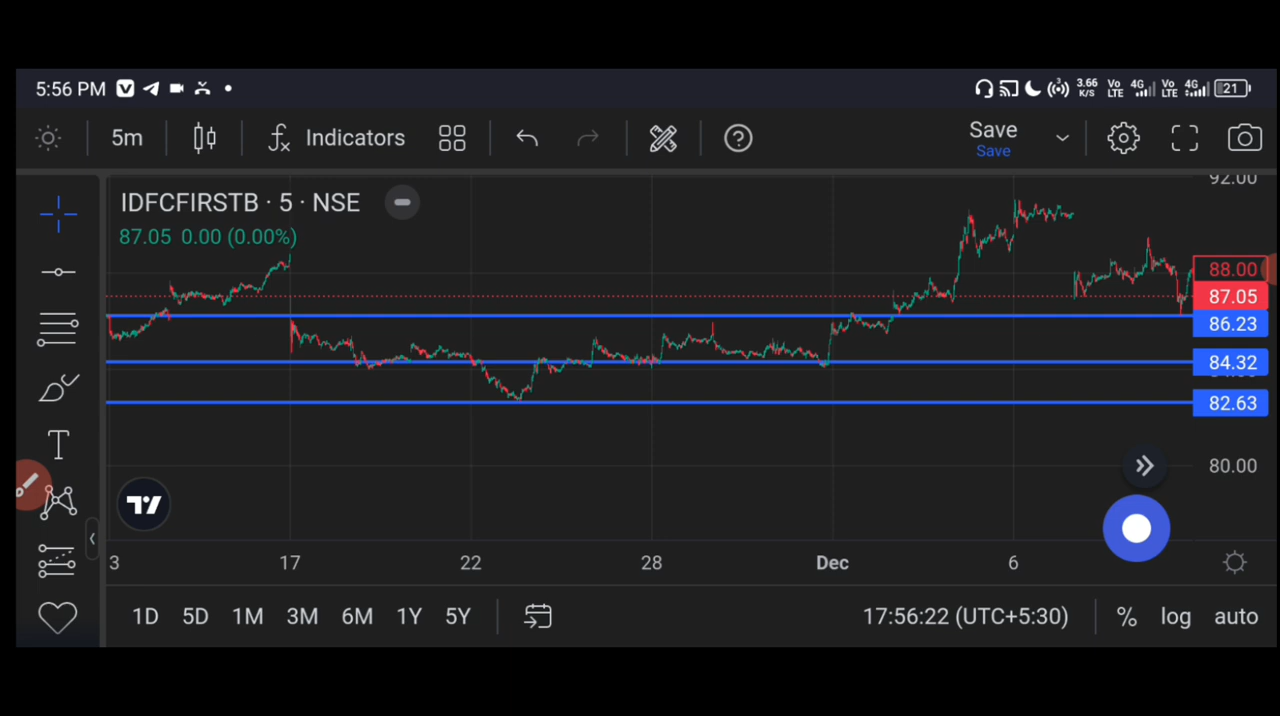 5:56 PM
3.66 K/S Vo LTE 4G Vo LTE 4G 21
5m Indicators Save
Save
92.00
IDFCFIRSTB · 5 · NSE
87.05 0.00 (0.00%)
88.00
87.05
86.23
84.32
82.63
80.00
3 17 22 28 Dec 6
1D 5D 1M 3M 6M 1Y 5Y 17:56:22 (UTC+5:30) % log auto